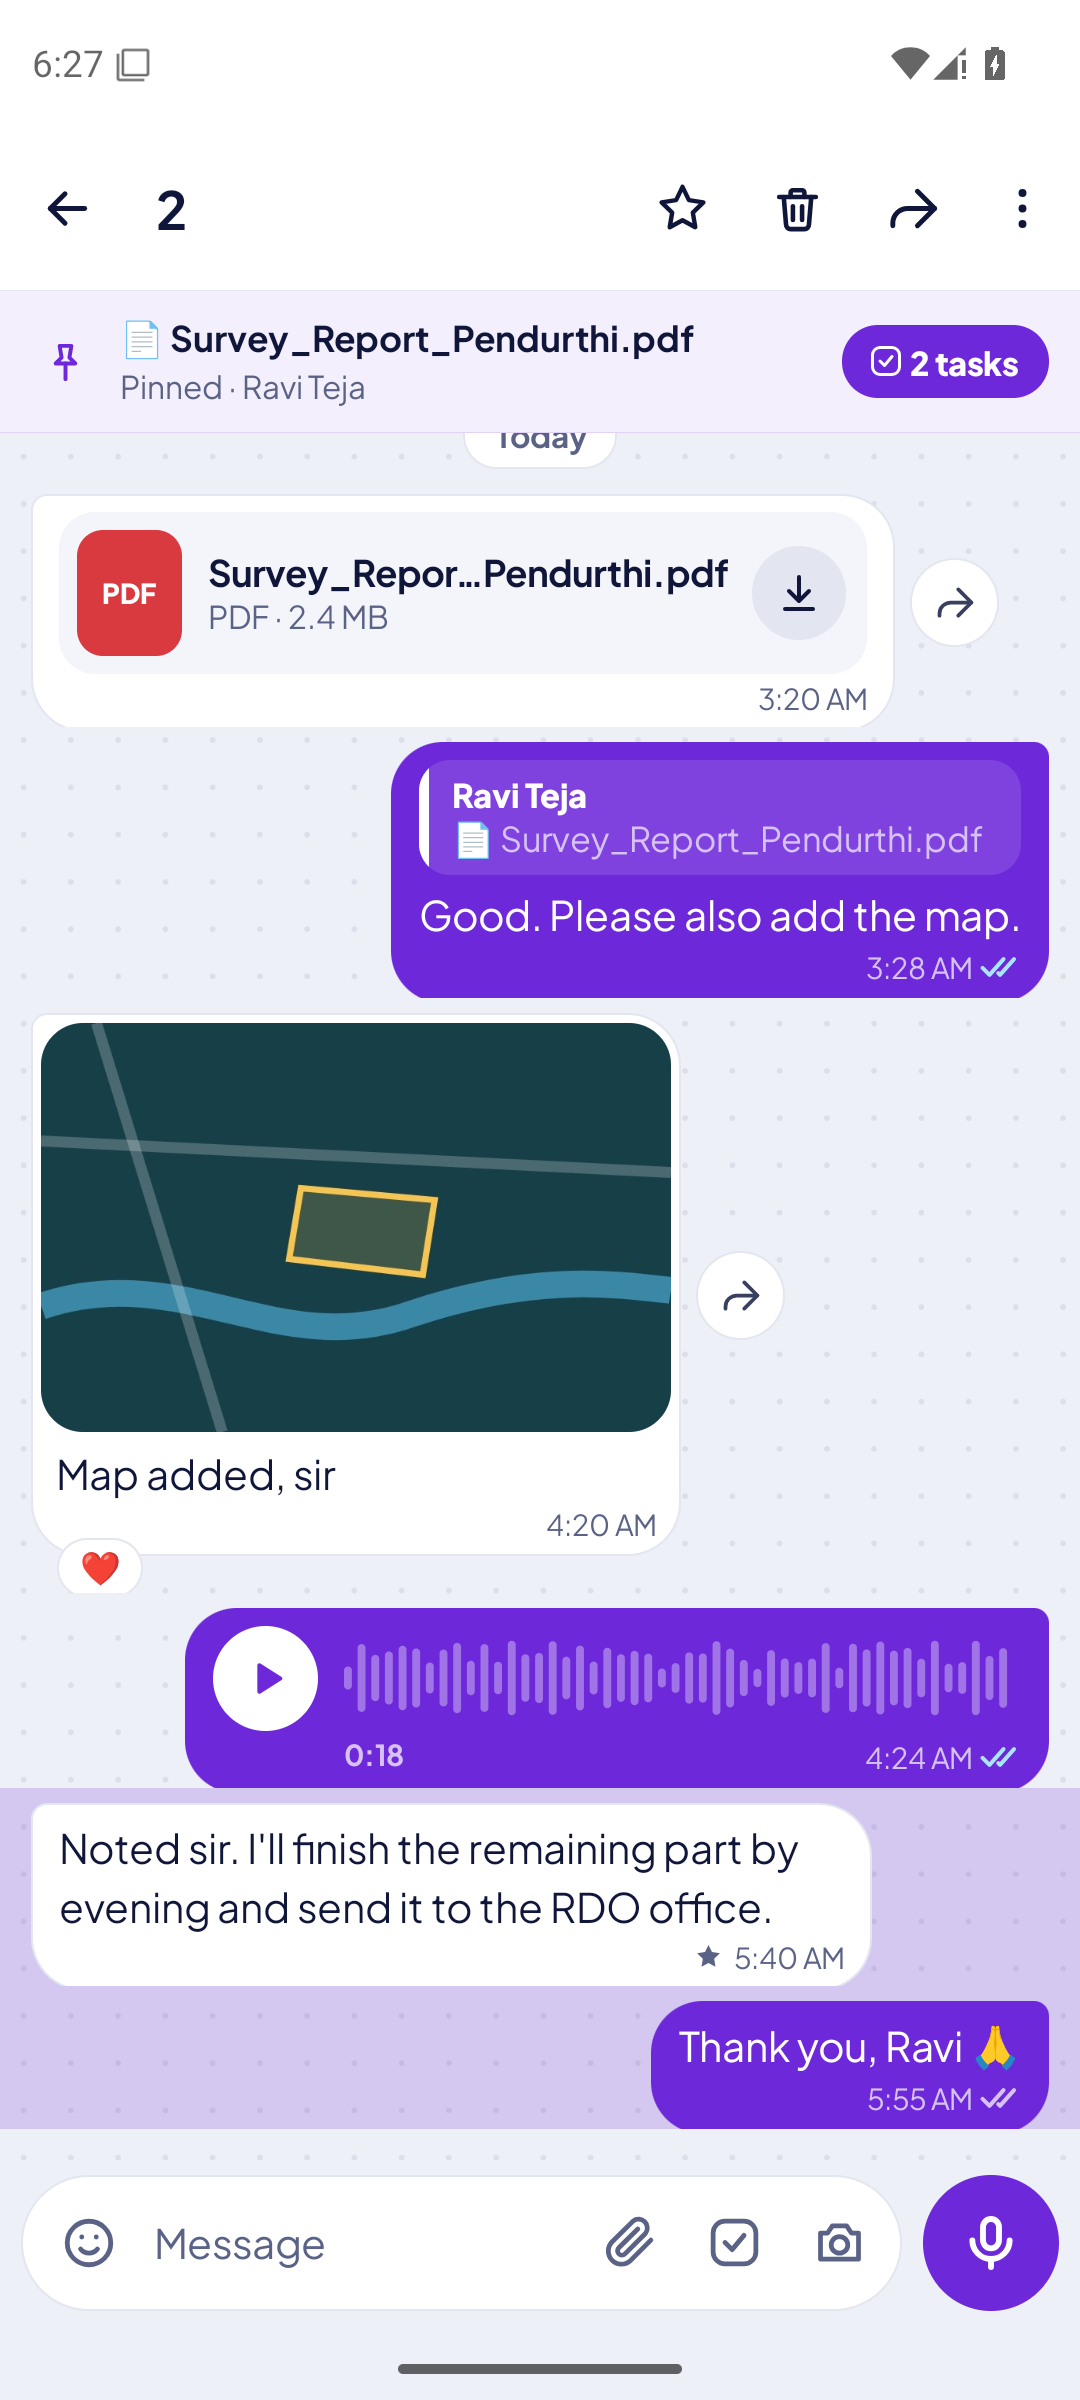 6:27
2
📄 Survey_Report_Pendurthi.pdf
Pinned · Ravi Teja
2 tasks
Today
PDF
Survey_Repor...Pendurthi.pdf
PDF · 2.4 MB
3:20 AM
Ravi Teja
📄 Survey_Report_Pendurthi.pdf
Good. Please also add the map.
3:28 AM
Map added, sir
4:20 AM
❤️
0:18
4:24 AM
Noted sir. I'll finish the remaining part by
evening and send it to the RDO office.
★ 5:40 AM
Thank you, Ravi 🙏
5:55 AM
Message